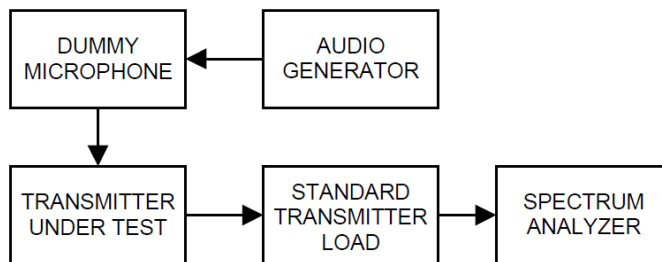 DUMMY
MICROPHONE
AUDIO
GENERATOR
TRANSMITTER
UNDER TEST
STANDARD
TRANSMITTER
LOAD
SPECTRUM
ANALYZER